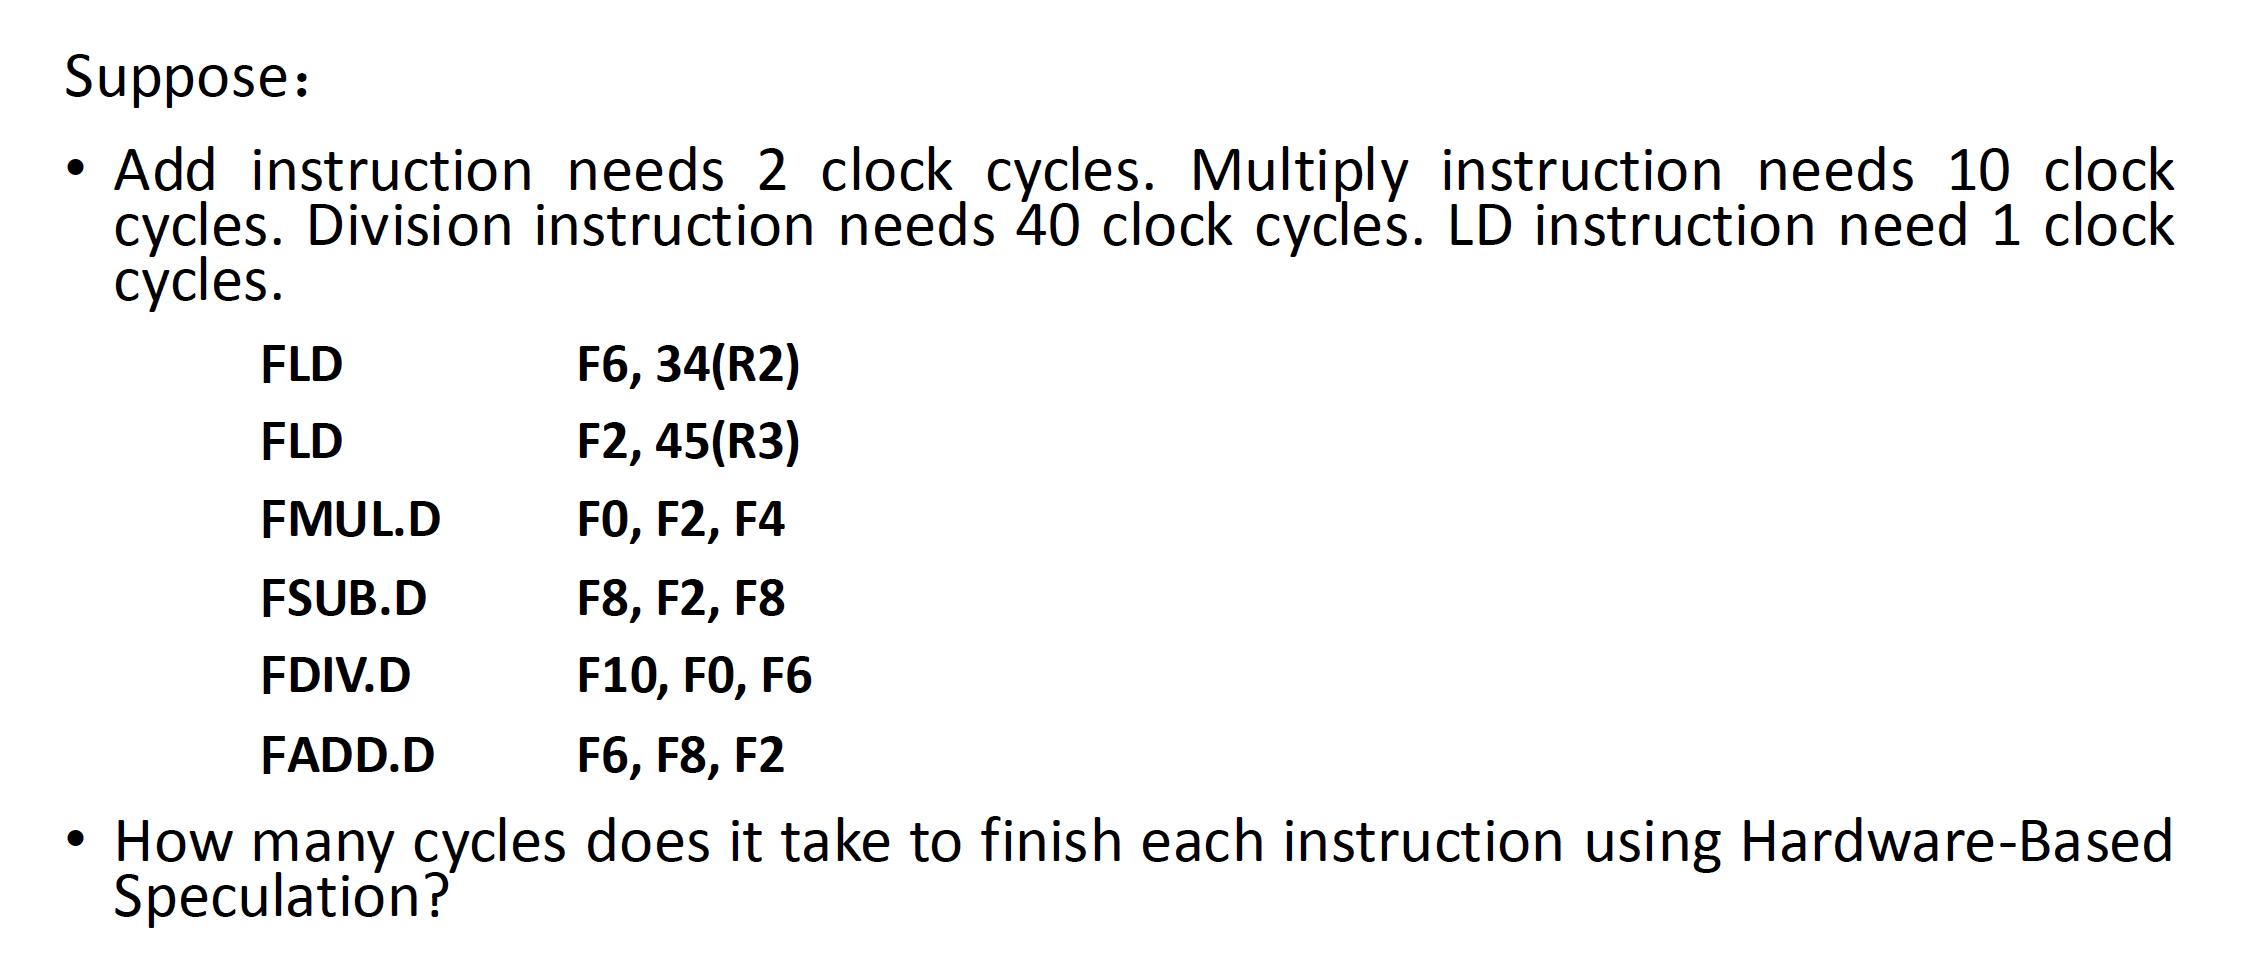 Suppose：
• Add instruction needs 2 clock cycles. Multiply instruction needs 10 clock
cycles. Division instruction needs 40 clock cycles. LD instruction need 1 clock
cycles.
FLD F6, 34(R2)
FLD F2, 45(R3)
FMUL.D F0, F2, F4
FSUB.D F8, F2, F8
FDIV.D F10, F0, F6
FADD.D F6, F8, F2
• How many cycles does it take to finish each instruction using Hardware-Based
Speculation?